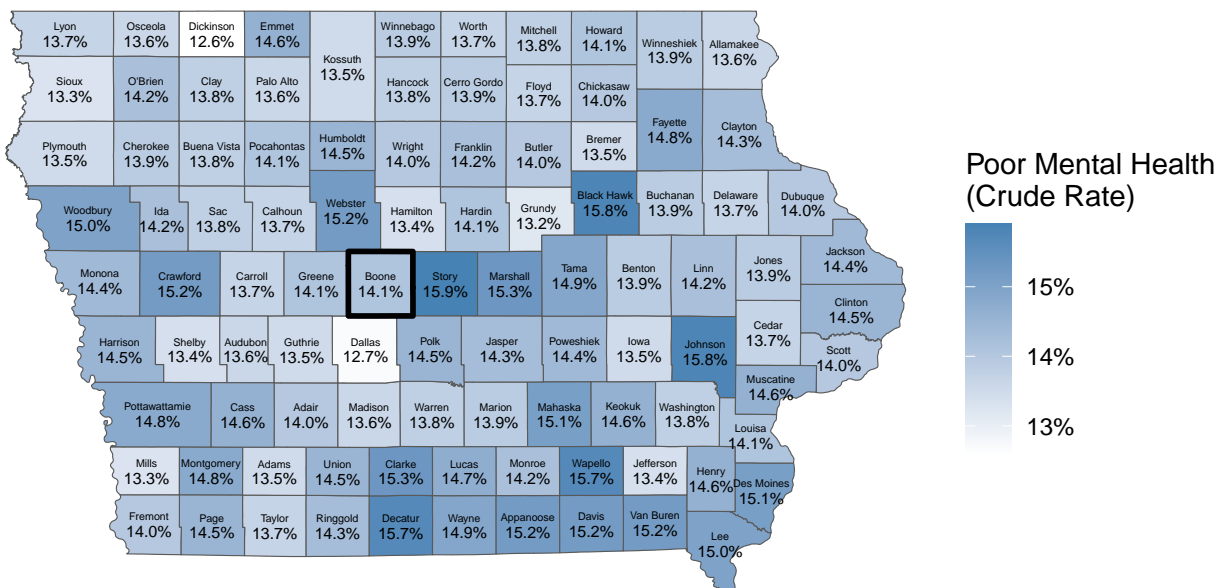 Lyon Osceola Dickinson Emmet Winnebago Worth Mitchell Howard
13.7% 13.6% 12.6% 14.6% 13.9% 13.7% 13.8% 14.1%
Kossuth Winneshiek Allamakee
13.5% 13.9% 13.6%
Sioux O'Brien Clay Palo Alto Hancock Cerro Gordo Floyd Chickasaw
13.3% 14.2% 13.8% 13.6% 13.8% 13.9% 13.7% 14.0%
Fayette Clayton
14.8% 14.3%
Plymouth Cherokee Buena Vista Pocahontas Humboldt Wright Franklin Butler Bremer
13.5% 13.9% 13.8% 14.1% 14.5% 14.0% 14.2% 14.0% 13.5%
Woodbury Ida Sac Calhoun Webster Hamilton Hardin Grundy Black Hawk Buchanan Delaware Dubuque
15.0% 14.2% 13.8% 13.7% 15.2% 13.4% 14.1% 13.2% 15.8% 13.9% 13.7% 14.0%
Monona Crawford Carroll Greene Boone Story Marshall Tama Benton Linn Jones Jackson
14.4% 15.2% 13.7% 14.1% 14.1% 15.9% 15.3% 14.9% 13.9% 14.2% 13.9% 14.4%
Clinton
14.5%
Harrison Shelby Audubon Guthrie Dallas Polk Jasper Poweshiek Iowa Johnson Cedar Scott
14.5% 13.4% 13.6% 13.5% 12.7% 14.5% 14.3% 14.4% 13.5% 15.8% 13.7% 14.0%
Muscatine
14.6%
Pottawattamie Cass Adair Madison Warren Marion Mahaska Keokuk Washington Louisa
14.8% 14.6% 14.0% 13.6% 13.8% 13.9% 15.1% 14.6% 13.8% 14.1%
Mills Montgomery Adams Union Clarke Lucas Monroe Wapello Jefferson Henry Des Moines
13.3% 14.8% 13.5% 14.5% 15.3% 14.7% 14.2% 15.7% 13.4% 14.6% 15.1%
Fremont Page Taylor Ringgold Decatur Wayne Appanoose Davis Van Buren Lee
14.0% 14.5% 13.7% 14.3% 15.7% 14.9% 15.2% 15.2% 15.2% 15.0%
Poor Mental Health
(Crude Rate)
15%
14%
13%